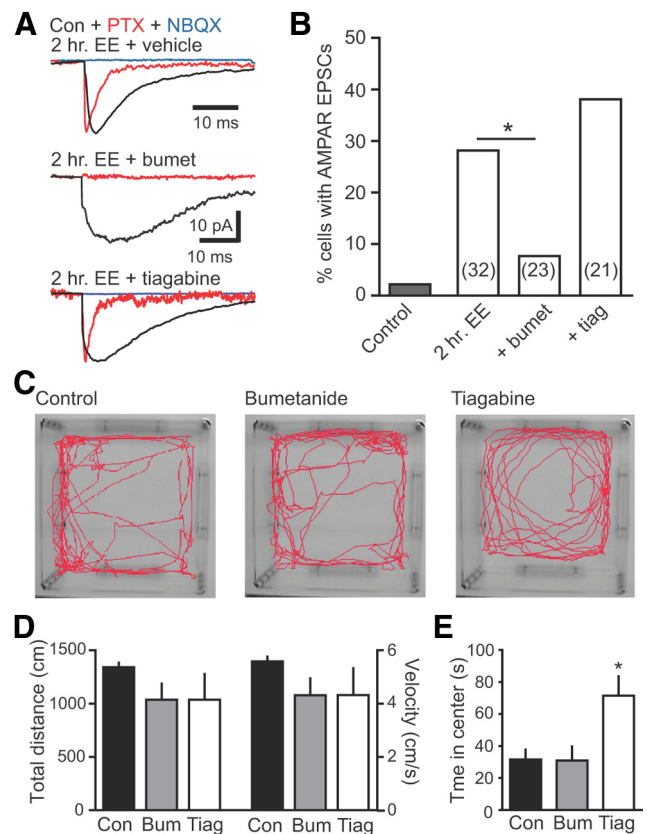 A
Con + PTX + NBQX
2 hr. EE + vehicle
10 ms
2 hr. EE + bumet
10 pA
10 ms
2 hr. EE + tiagabine
B
% cells with AMPAR EPSCs
50
40
30
20
10
0
*
(32)
(23)
(21)
Control
2 hr. EE
+ bumet
+ tiag
C
Control
Bumetanide
Tiagabine
D
Total distance (cm)
1500
1000
500
0
Con Bum Tiag
Con Bum Tiag
6
4
2
0
Velocity (cm/s)
E
Tme in center (s)
100
80
60
40
20
0
*
Con Bum Tiag